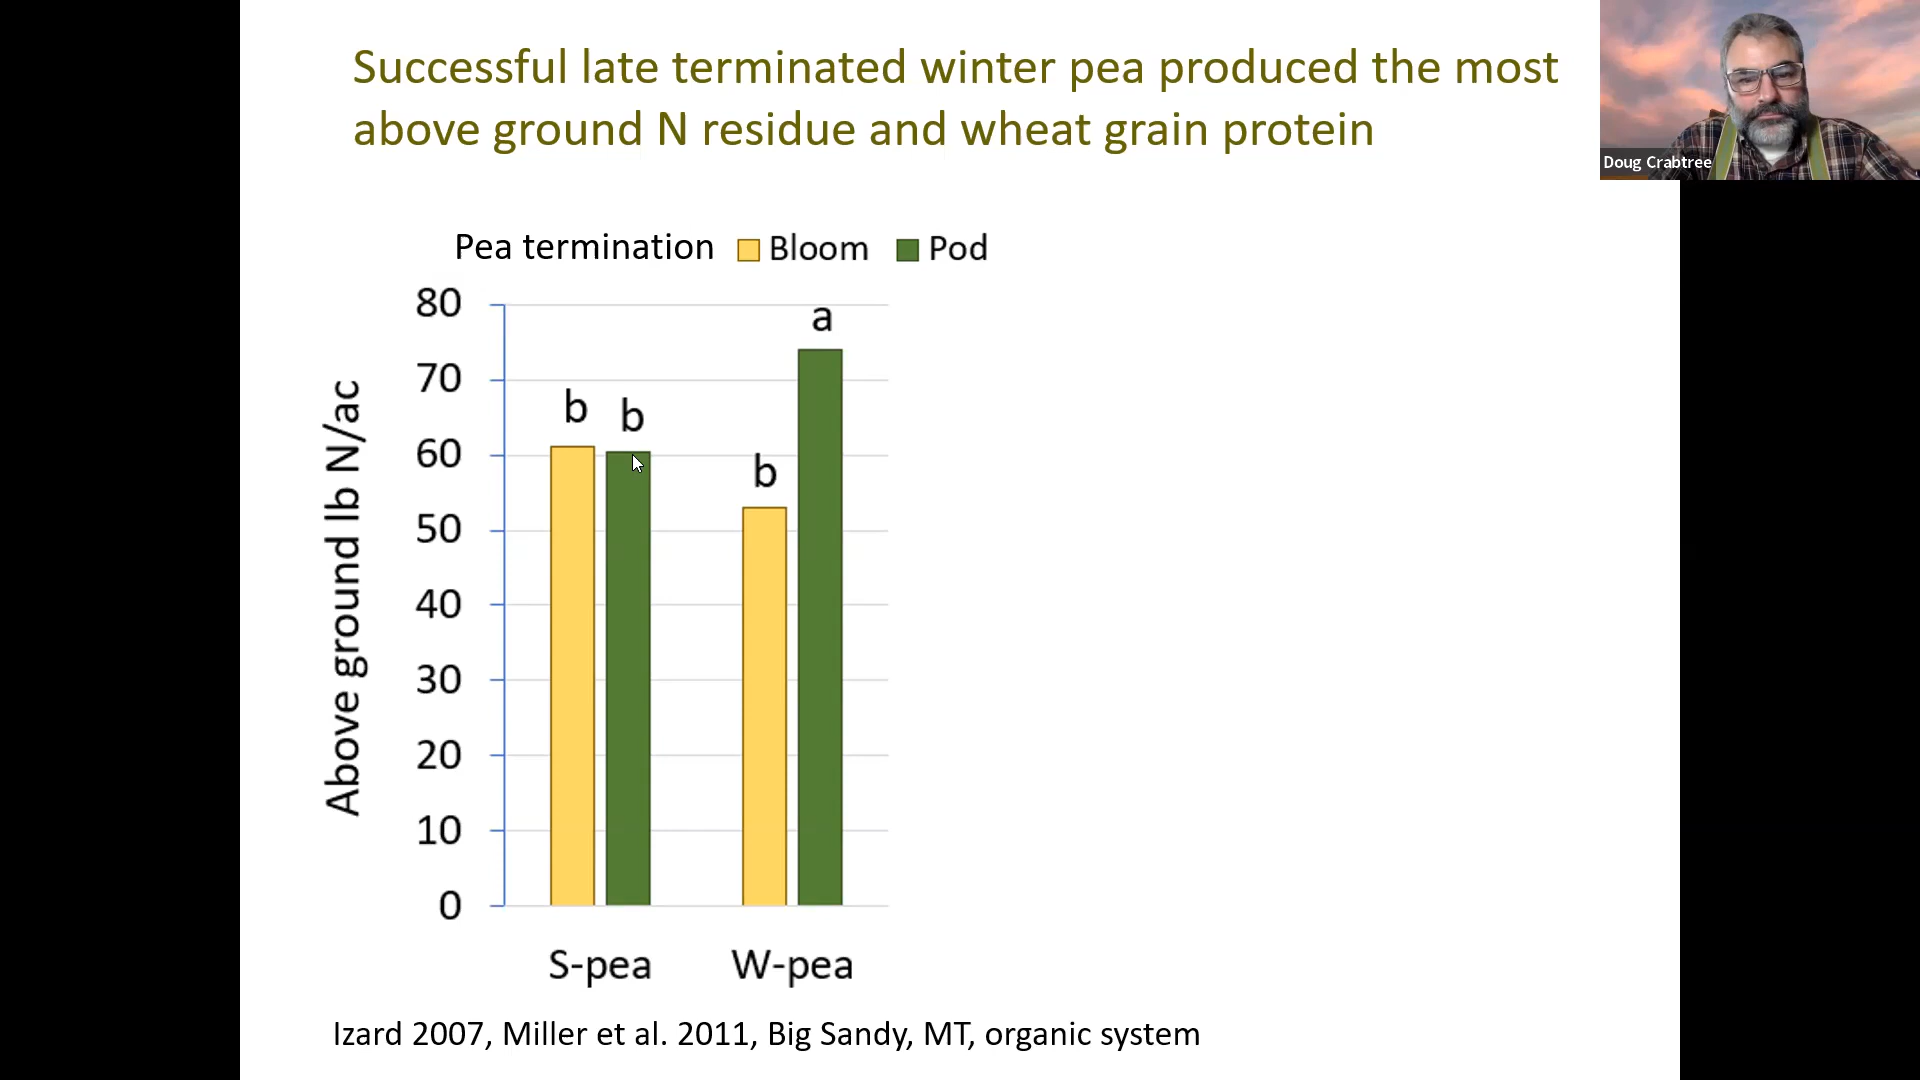 Successful late terminated winter pea produced the most
above ground N residue and wheat grain protein
Doug Crabtree
Pea termination Bloom Pod
80
70
60
50
40
30
20
10
0
Above ground lb N/ac
b
b
b
a
S-pea W-pea
Izard 2007, Miller et al. 2011, Big Sandy, MT, organic system